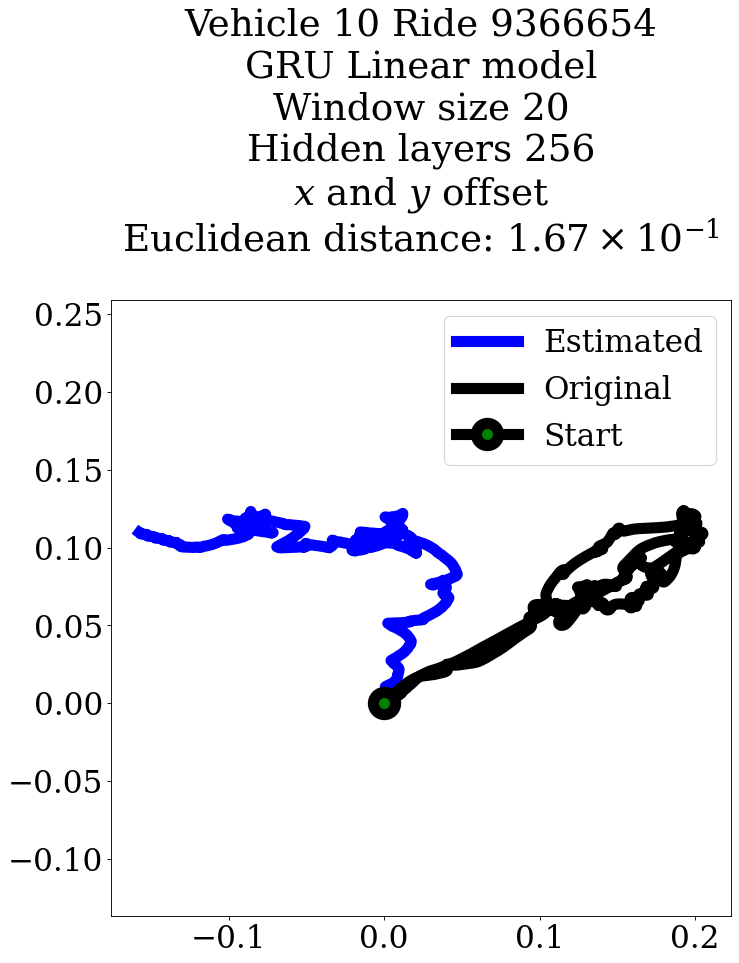 Vehicle 10 Ride 9366654
GRU Linear model
Window size 20
Hidden layers 256
x and y offset
Euclidean distance: 1.67 × 10⁻¹
Estimated
Original
Start
0.25
0.20
0.15
0.10
0.05
0.00
−0.05
−0.10
−0.1 0.0 0.1 0.2